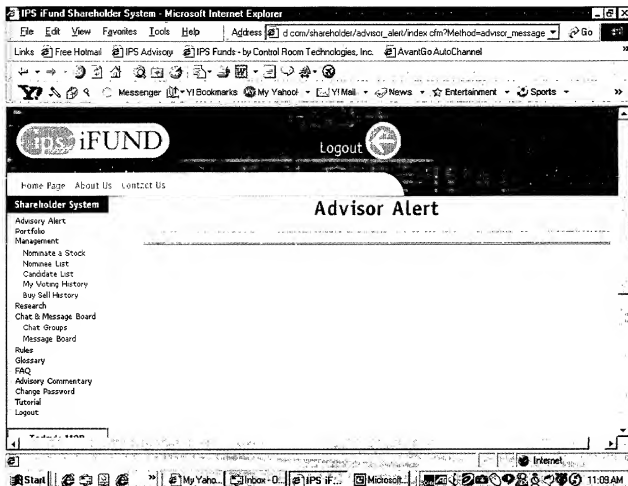 IPS iFund Shareholder System - Microsoft Internet Explorer
File Edit View Favorites Tools Help Address d com/shareholder/advisor_alert/index cfm?Method=advisor_message Go
Links Free Hotmail IPS Advisory IPS Funds - by Control Room Technologies, Inc. AvantGo AutoChannel
Y? Messenger Y! Bookmarks My Yahoo! Y! Mail News Entertainment Sports
IPS iFUND
Logout
Home Page About Us Contact Us
Shareholder System
Advisor Alert
Advisory Alert
Portfolio
Management
Nominate a Stock
Nominee List
Candidate List
My Voting History
Buy Sell History
Research
Chat & Message Board
Chat Groups
Message Board
Rules
Glossary
FAQ
Advisory Commentary
Change Password
Tutorial
Logout
Internet
Start My Yaho... Inbox - O... IPS iF... Microsoft... 11:09 AM